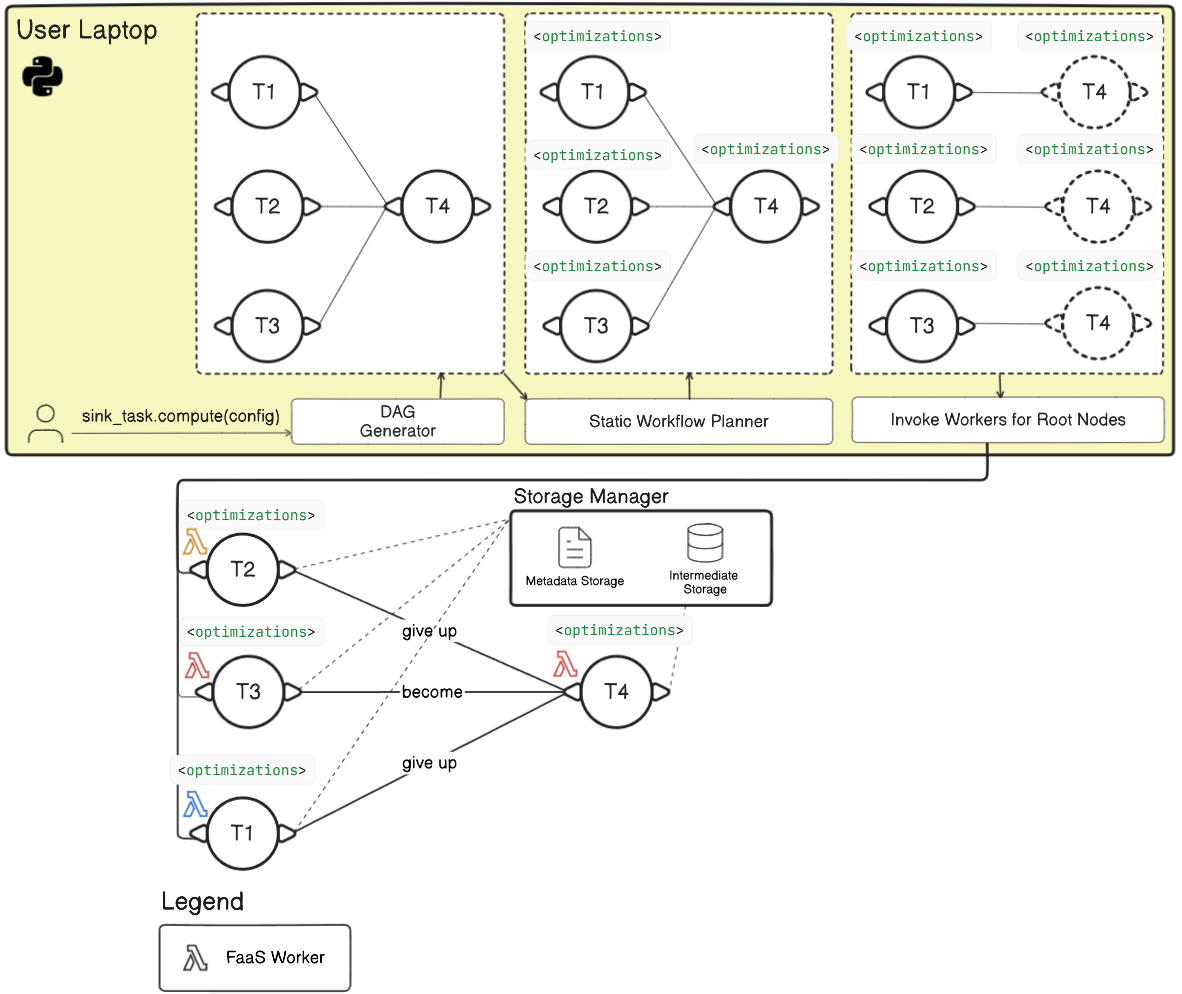 User Laptop
<optimizations>
<optimizations>
<optimizations>
T1
T1
T1
T4
<optimizations>
<optimizations>
<optimizations>
<optimizations>
T2
T4
T2
T4
T2
T4
<optimizations>
<optimizations>
<optimizations>
T3
T3
T3
T4
sink_task.compute(config)
DAG
Generator
Static Workflow Planner
Invoke Workers for Root Nodes
Storage Manager
<optimizations>
T2
Metadata Storage
Intermediate
Storage
<optimizations>
give up
<optimizations>
T3
become
T4
<optimizations>
give up
T1
Legend
FaaS Worker